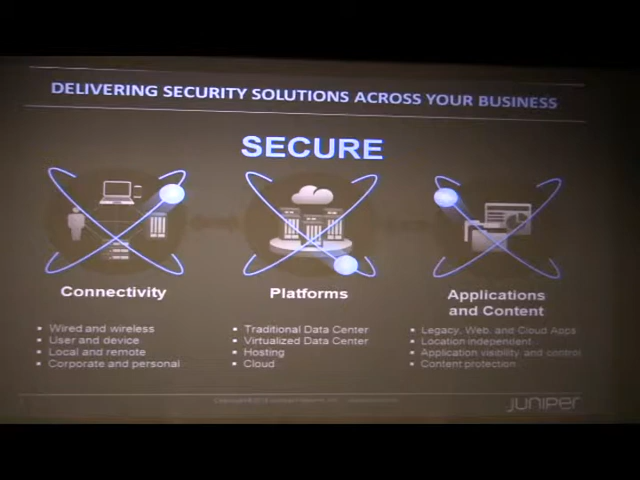 DELIVERING SECURITY SOLUTIONS ACROSS YOUR BUSINESS
SECURE
Connectivity
Platforms
Applications
and Content
Wired and wireless
User and device
Local and remote
Corporate and personal
Traditional Data Center
Virtualized Data Center
Hosting
Cloud
Legacy, Web, and Cloud Apps
Location independent
Application visibility and control
Content protection
JUNIPER